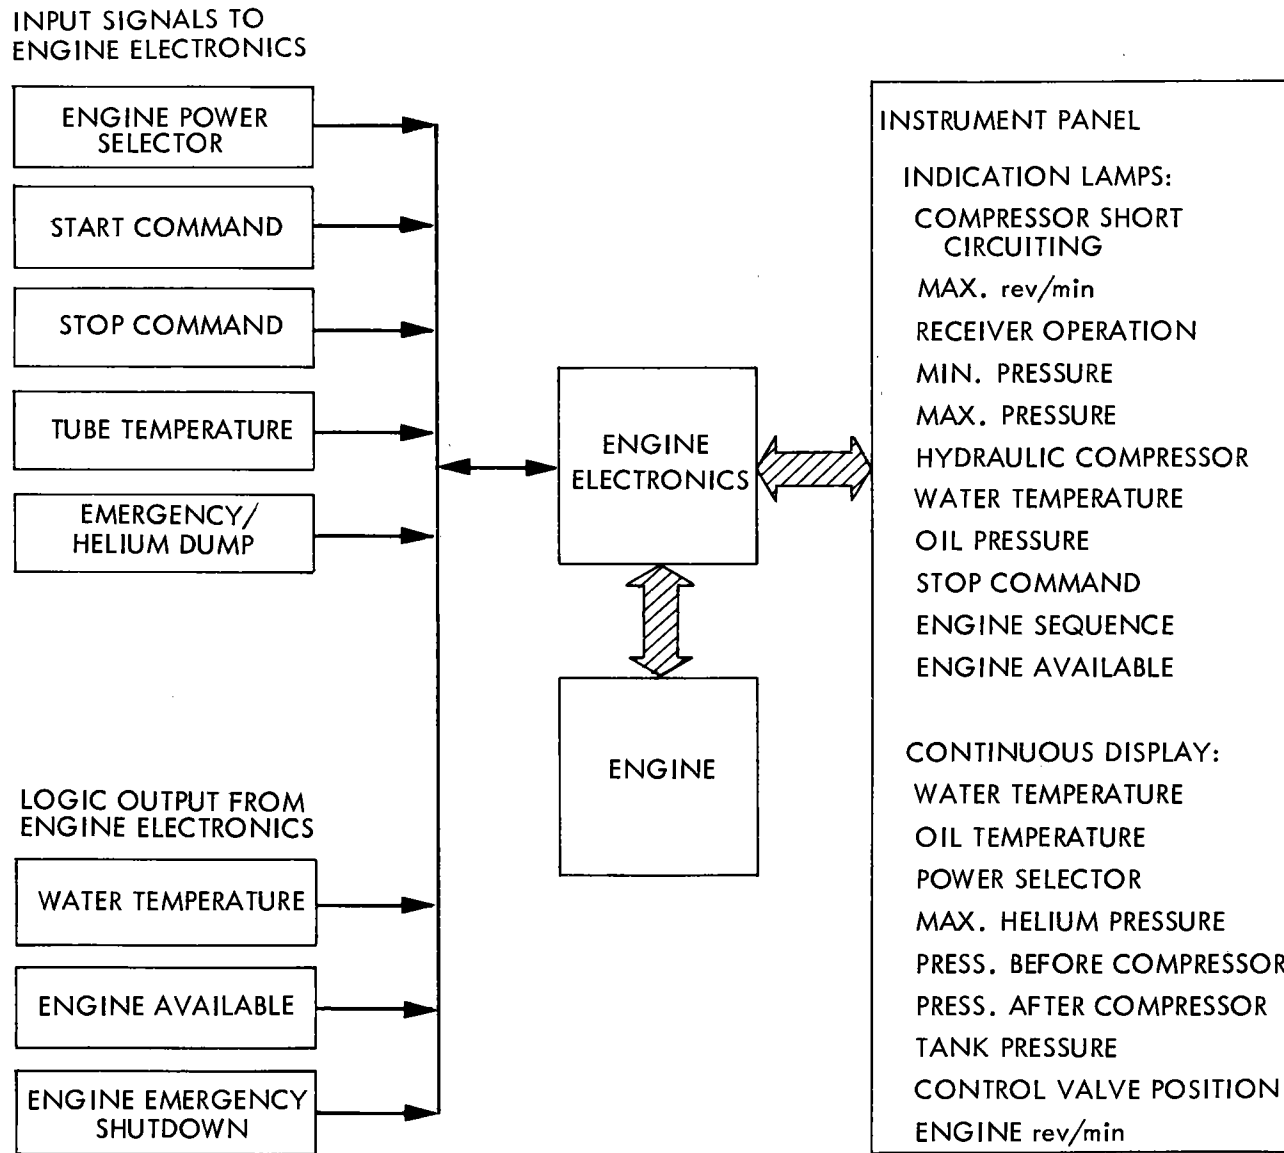 INPUT SIGNALS TO
ENGINE ELECTRONICS
ENGINE POWER
SELECTOR
START COMMAND
STOP COMMAND
TUBE TEMPERATURE
EMERGENCY/
HELIUM DUMP
LOGIC OUTPUT FROM
ENGINE ELECTRONICS
WATER TEMPERATURE
ENGINE AVAILABLE
ENGINE EMERGENCY
SHUTDOWN
ENGINE
ELECTRONICS
ENGINE
INSTRUMENT PANEL
INDICATION LAMPS:
COMPRESSOR SHORT
CIRCUITING
MAX. rev/min
RECEIVER OPERATION
MIN. PRESSURE
MAX. PRESSURE
HYDRAULIC COMPRESSOR
WATER TEMPERATURE
OIL PRESSURE
STOP COMMAND
ENGINE SEQUENCE
ENGINE AVAILABLE
CONTINUOUS DISPLAY:
WATER TEMPERATURE
OIL TEMPERATURE
POWER SELECTOR
MAX. HELIUM PRESSURE
PRESS. BEFORE COMPRESSOR
PRESS. AFTER COMPRESSOR
TANK PRESSURE
CONTROL VALVE POSITION
ENGINE rev/min